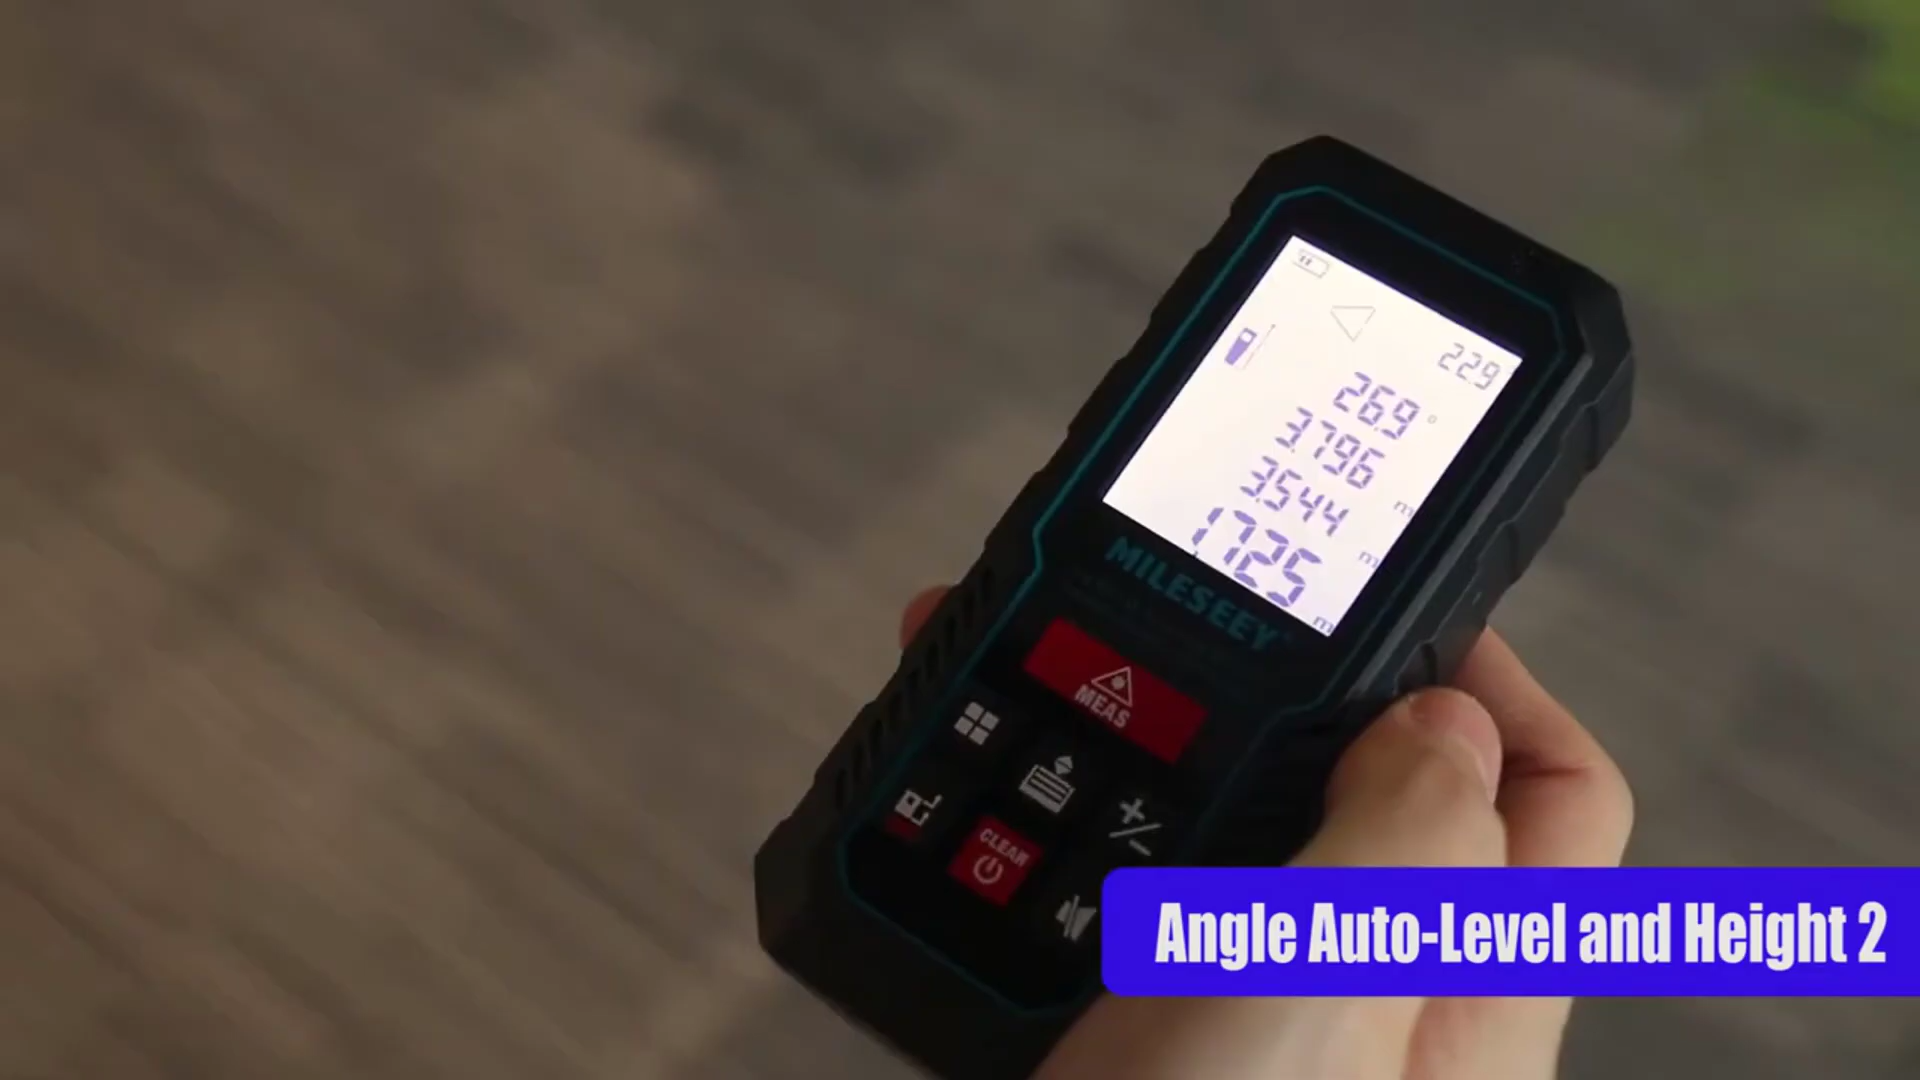 229
26.9°
3.796 m
3.544 m
1.725 m
MILESEEY
MEAS
+/-
CLEAR
Angle Auto-Level and Height 2